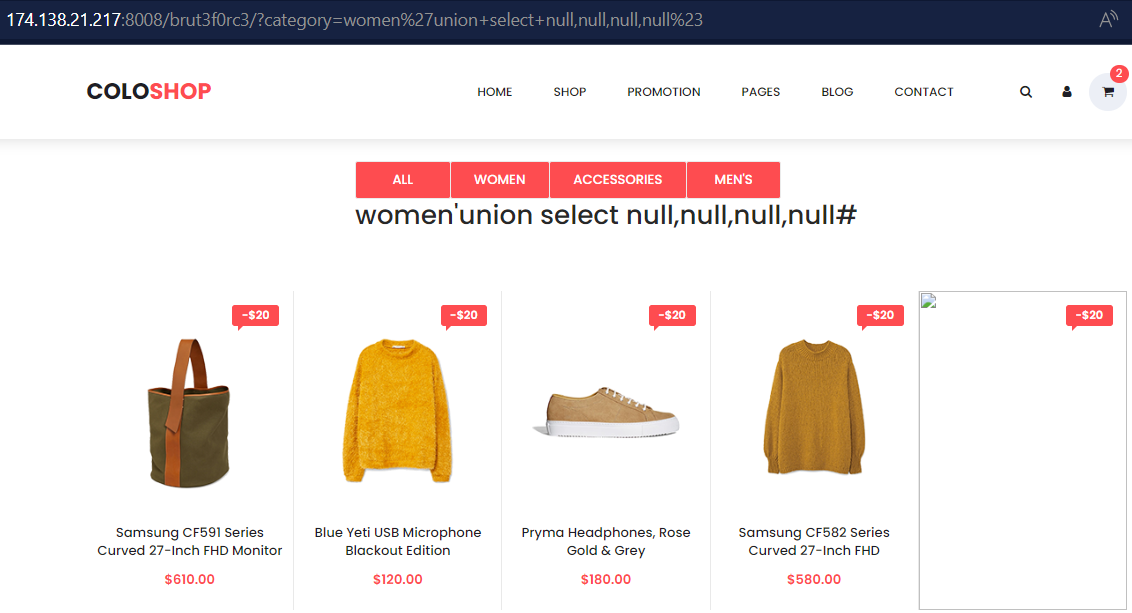 174.138.21.217:8008/brut3f0rc3/?category=women%27union+select+null,null,null,null%23
COLOSHOP
HOME SHOP PROMOTION PAGES BLOG CONTACT
2
ALL WOMEN ACCESSORIES MEN'S
women'union select null,null,null,null#
-$20 -$20 -$20 -$20 -$20
Samsung CF591 Series
Curved 27-Inch FHD Monitor
$610.00
Blue Yeti USB Microphone
Blackout Edition
$120.00
Pryma Headphones, Rose
Gold & Grey
$180.00
Samsung CF582 Series
Curved 27-Inch FHD
$580.00